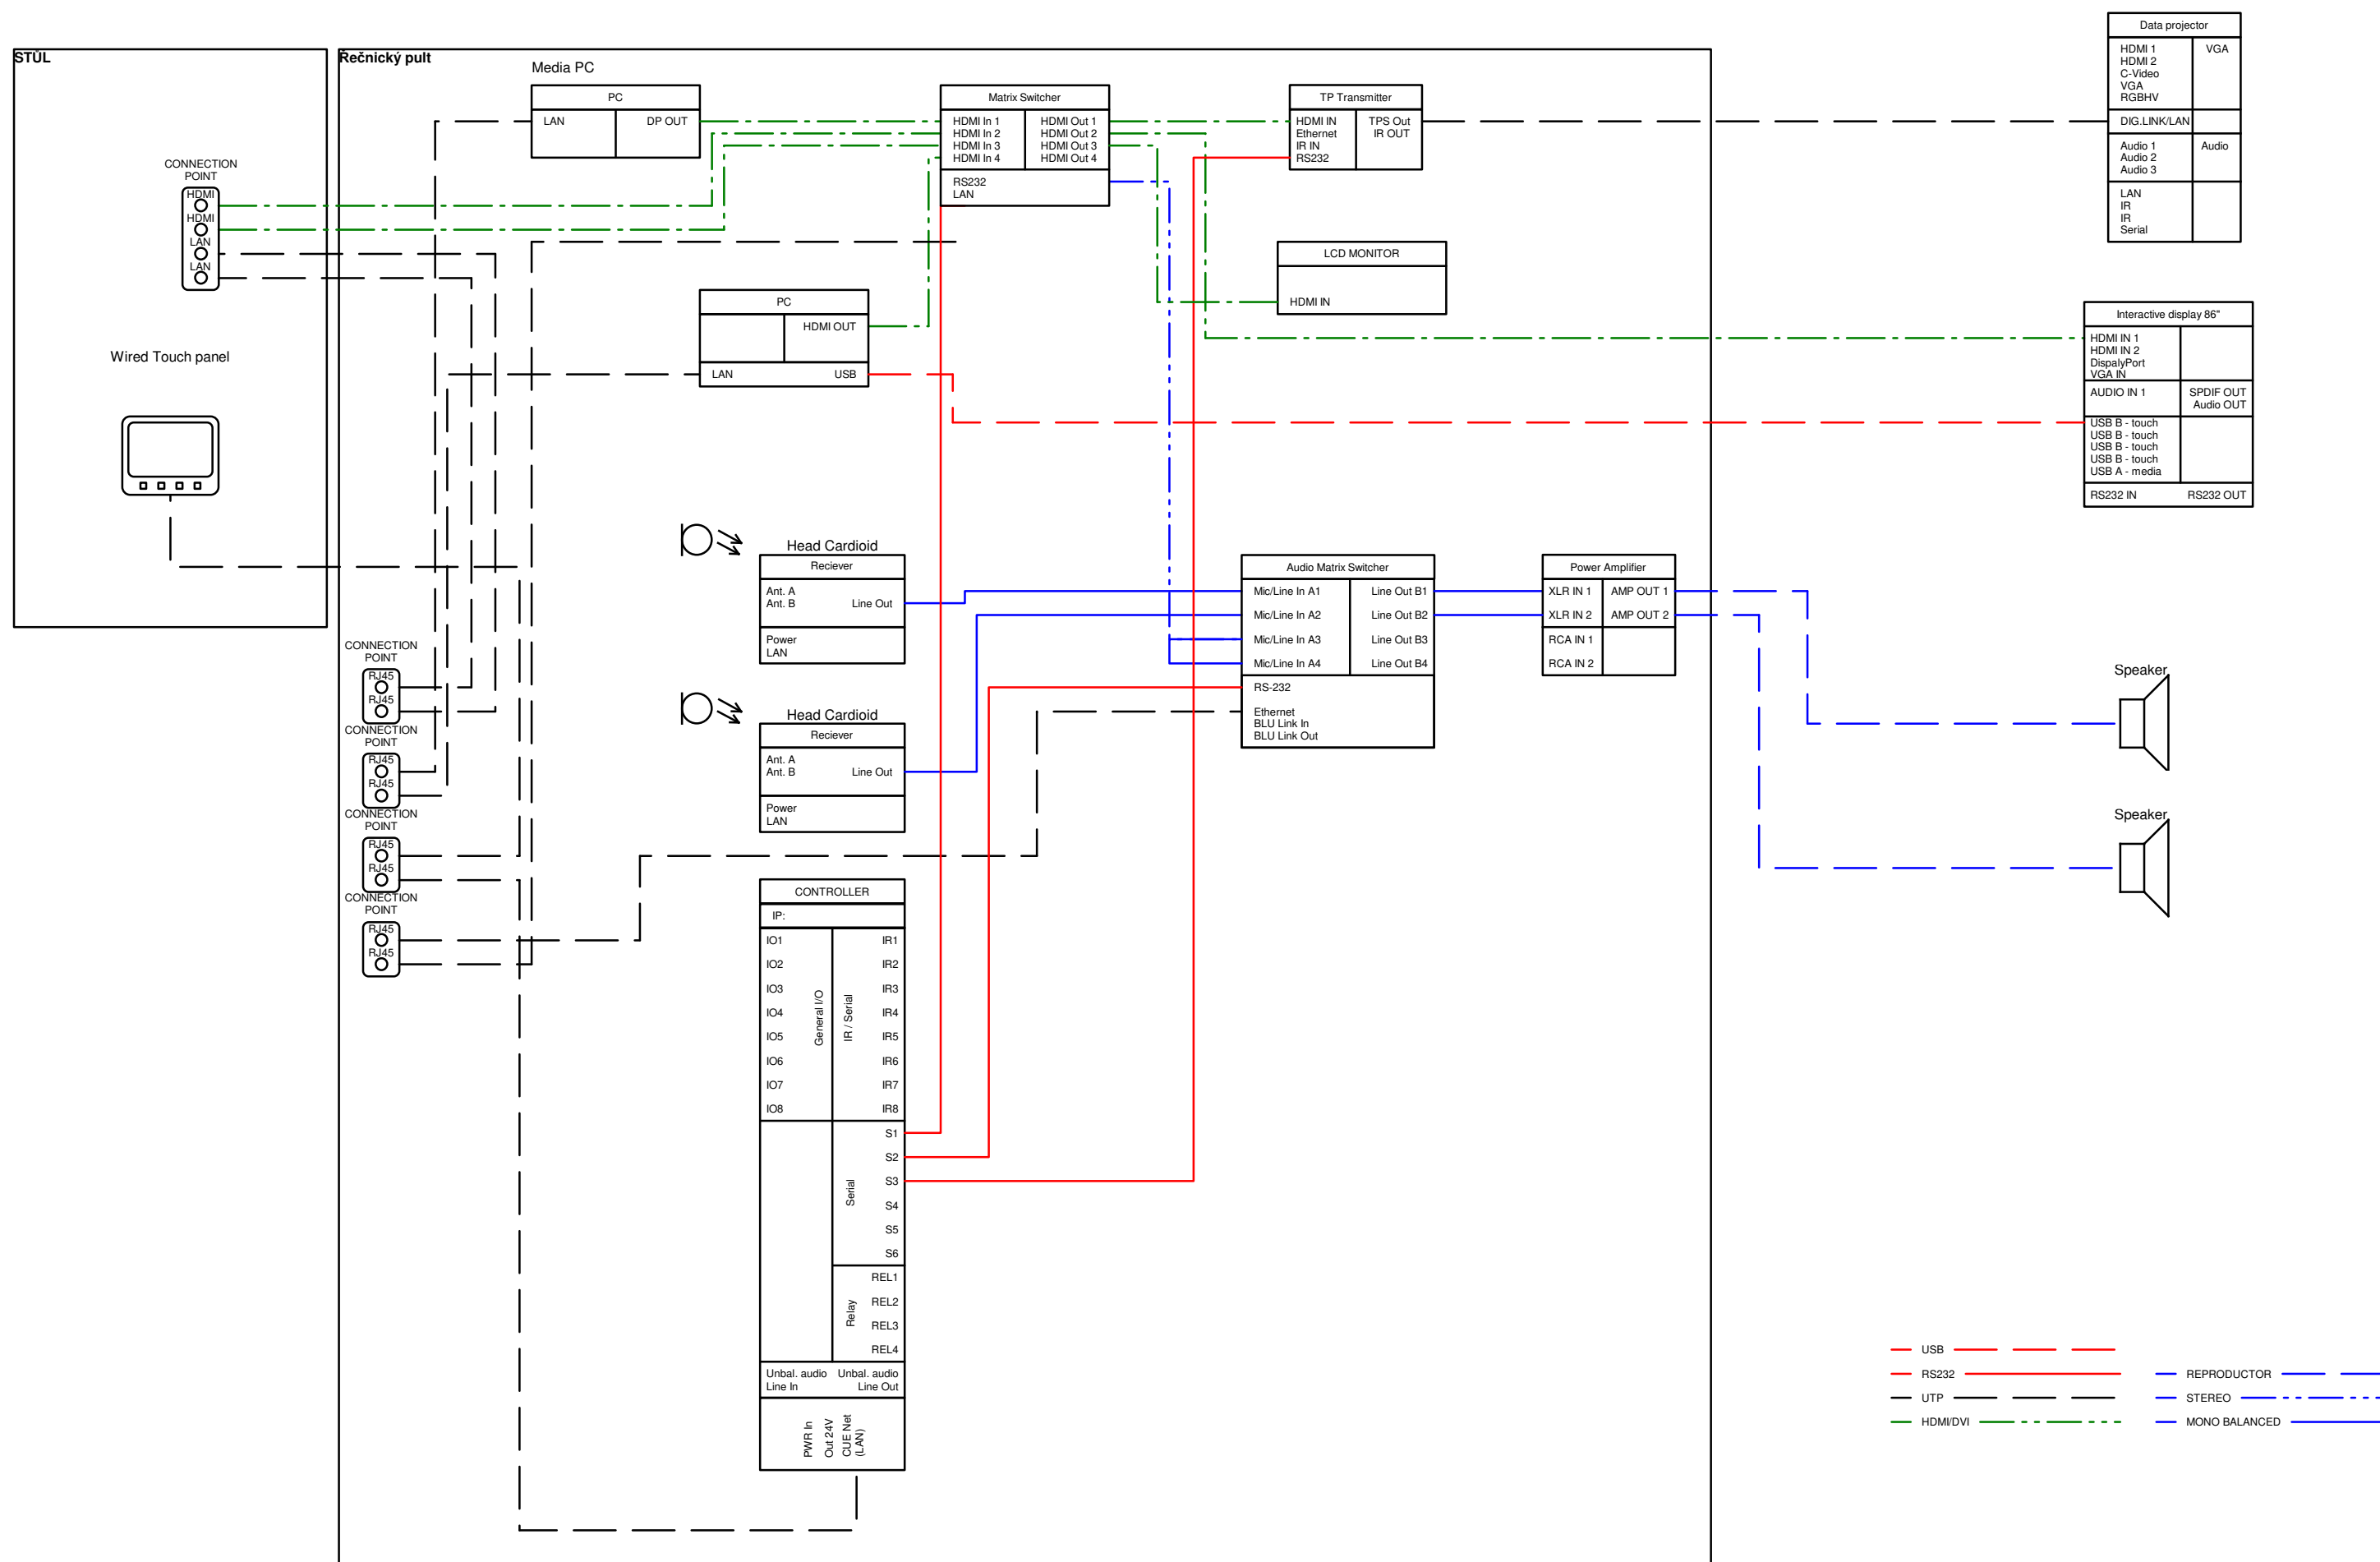 STŮL
CONNECTION
POINT
HDMI
HDMI
LAN
LAN
Wired Touch panel
Řečnický pult
Media PC
PC
LAN
DP OUT
Matrix Switcher
HDMI In 1
HDMI In 2
HDMI In 3
HDMI In 4
HDMI Out 1
HDMI Out 2
HDMI Out 3
HDMI Out 4
RS232
LAN
TP Transmitter
HDMI IN
Ethernet
IR IN
RS232
TPS Out
IR OUT
LCD MONITOR
HDMI IN
PC
HDMI OUT
LAN
USB
Data projector
HDMI 1
HDMI 2
C-Video
VGA
RGBHV
VGA
DIG.LINK/LAN
Audio 1
Audio 2
Audio 3
Audio
LAN
IR
IR
Serial
Interactive display 86"
HDMI IN 1
HDMI IN 2
DispalyPort
VGA IN
AUDIO IN 1
SPDIF OUT
Audio OUT
USB B - touch
USB B - touch
USB B - touch
USB B - touch
USB A - media
RS232 IN
RS232 OUT
Head Cardioid
Reciever
Ant. A
Ant. B
Line Out
Power
LAN
Head Cardioid
Reciever
Ant. A
Ant. B
Line Out
Power
LAN
Audio Matrix Switcher
Mic/Line In A1
Mic/Line In A2
Mic/Line In A3
Mic/Line In A4
Line Out B1
Line Out B2
Line Out B3
Line Out B4
RS-232
Ethernet
BLU Link In
BLU Link Out
Power Amplifier
XLR IN 1
XLR IN 2
AMP OUT 1
AMP OUT 2
RCA IN 1
RCA IN 2
Speaker
Speaker
CONNECTION
POINT
RJ45
RJ45
CONNECTION
POINT
RJ45
RJ45
CONNECTION
POINT
RJ45
RJ45
CONNECTION
POINT
RJ45
RJ45
CONTROLLER
IP:
IO1
IO2
IO3
IO4
IO5
IO6
IO7
IO8
General I/O
IR / Serial
IR1
IR2
IR3
IR4
IR5
IR6
IR7
IR8
Serial
S1
S2
S3
S4
S5
S6
Relay
REL1
REL2
REL3
REL4
Unbal. audio
Line In
Unbal. audio
Line Out
PWR In
Out 24V
CUE Net
(LAN)
USB
RS232
UTP
HDMI/DVI
REPRODUCTOR
STEREO
MONO BALANCED